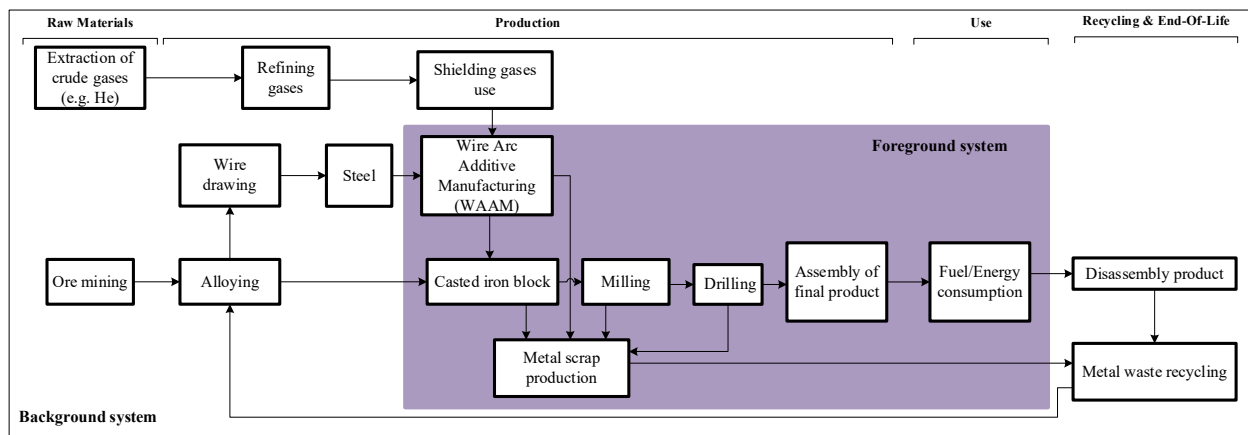 Raw Materials
Production
Use
Recycling & End-Of-Life
Extraction of
crude gases
(e.g. He)
Refining
gases
Shielding gases
use
Foreground system
Wire
drawing
Steel
Wire Arc
Additive
Manufacturing
(WAAM)
Ore mining
Alloying
Casted iron block
Milling
Drilling
Assembly of
final product
Fuel/Energy
consumption
Disassembly product
Metal scrap
production
Metal waste recycling
Background system